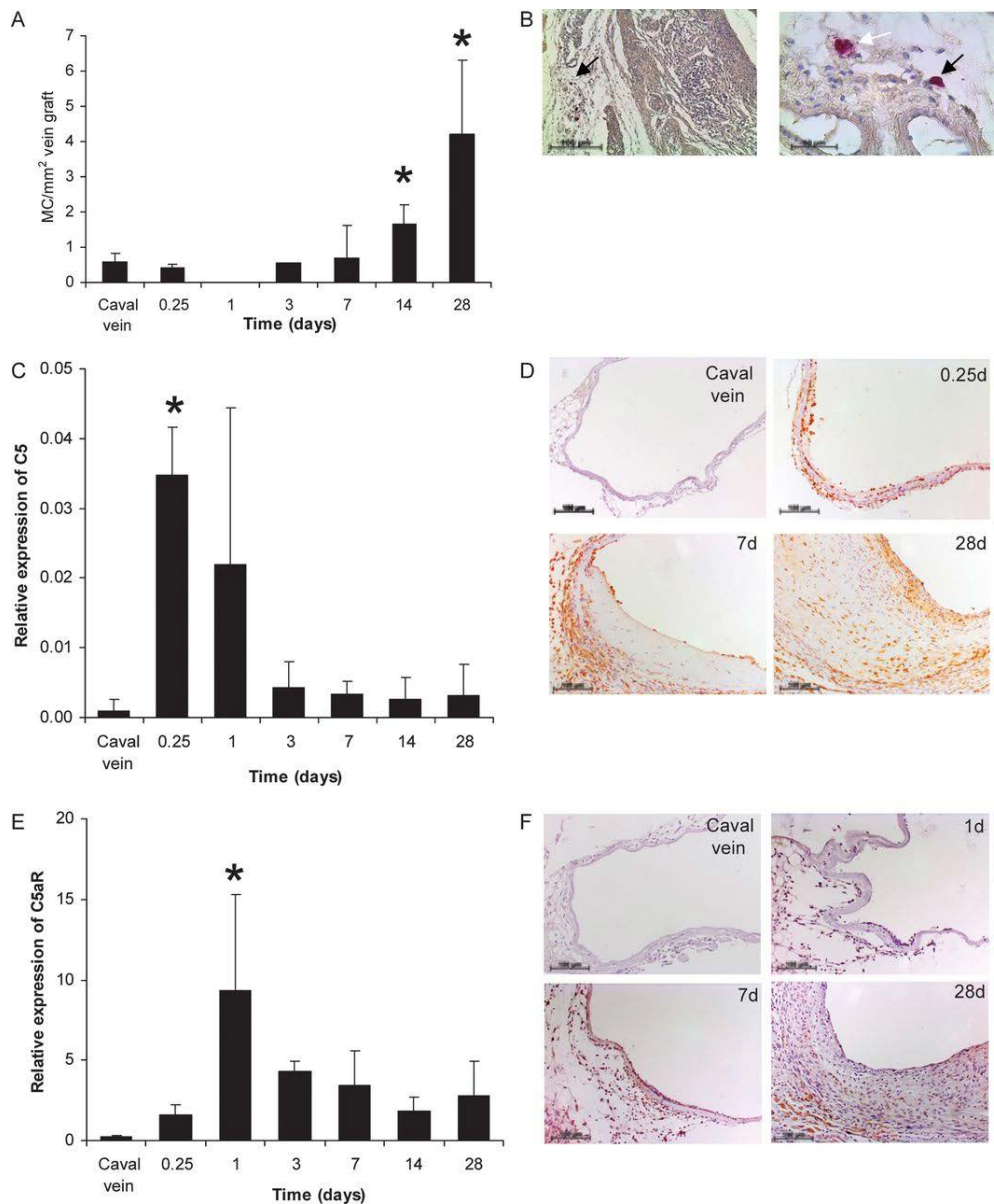 A
MC/mm² vein graft
7
6
5
4
3
2
1
0
*
*
Caval vein
0.25
1
3
7
14
28
Time (days)
B
C
Relative expression of C5
0.05
0.04
0.03
0.02
0.01
0.00
*
Caval vein
0.25
1
3
7
14
28
Time (days)
D
Caval
vein
0.25d
7d
28d
E
Relative expression of C5aR
20
15
10
5
0
*
Caval vein
0.25
1
3
7
14
28
Time (days)
F
Caval
vein
1d
7d
28d